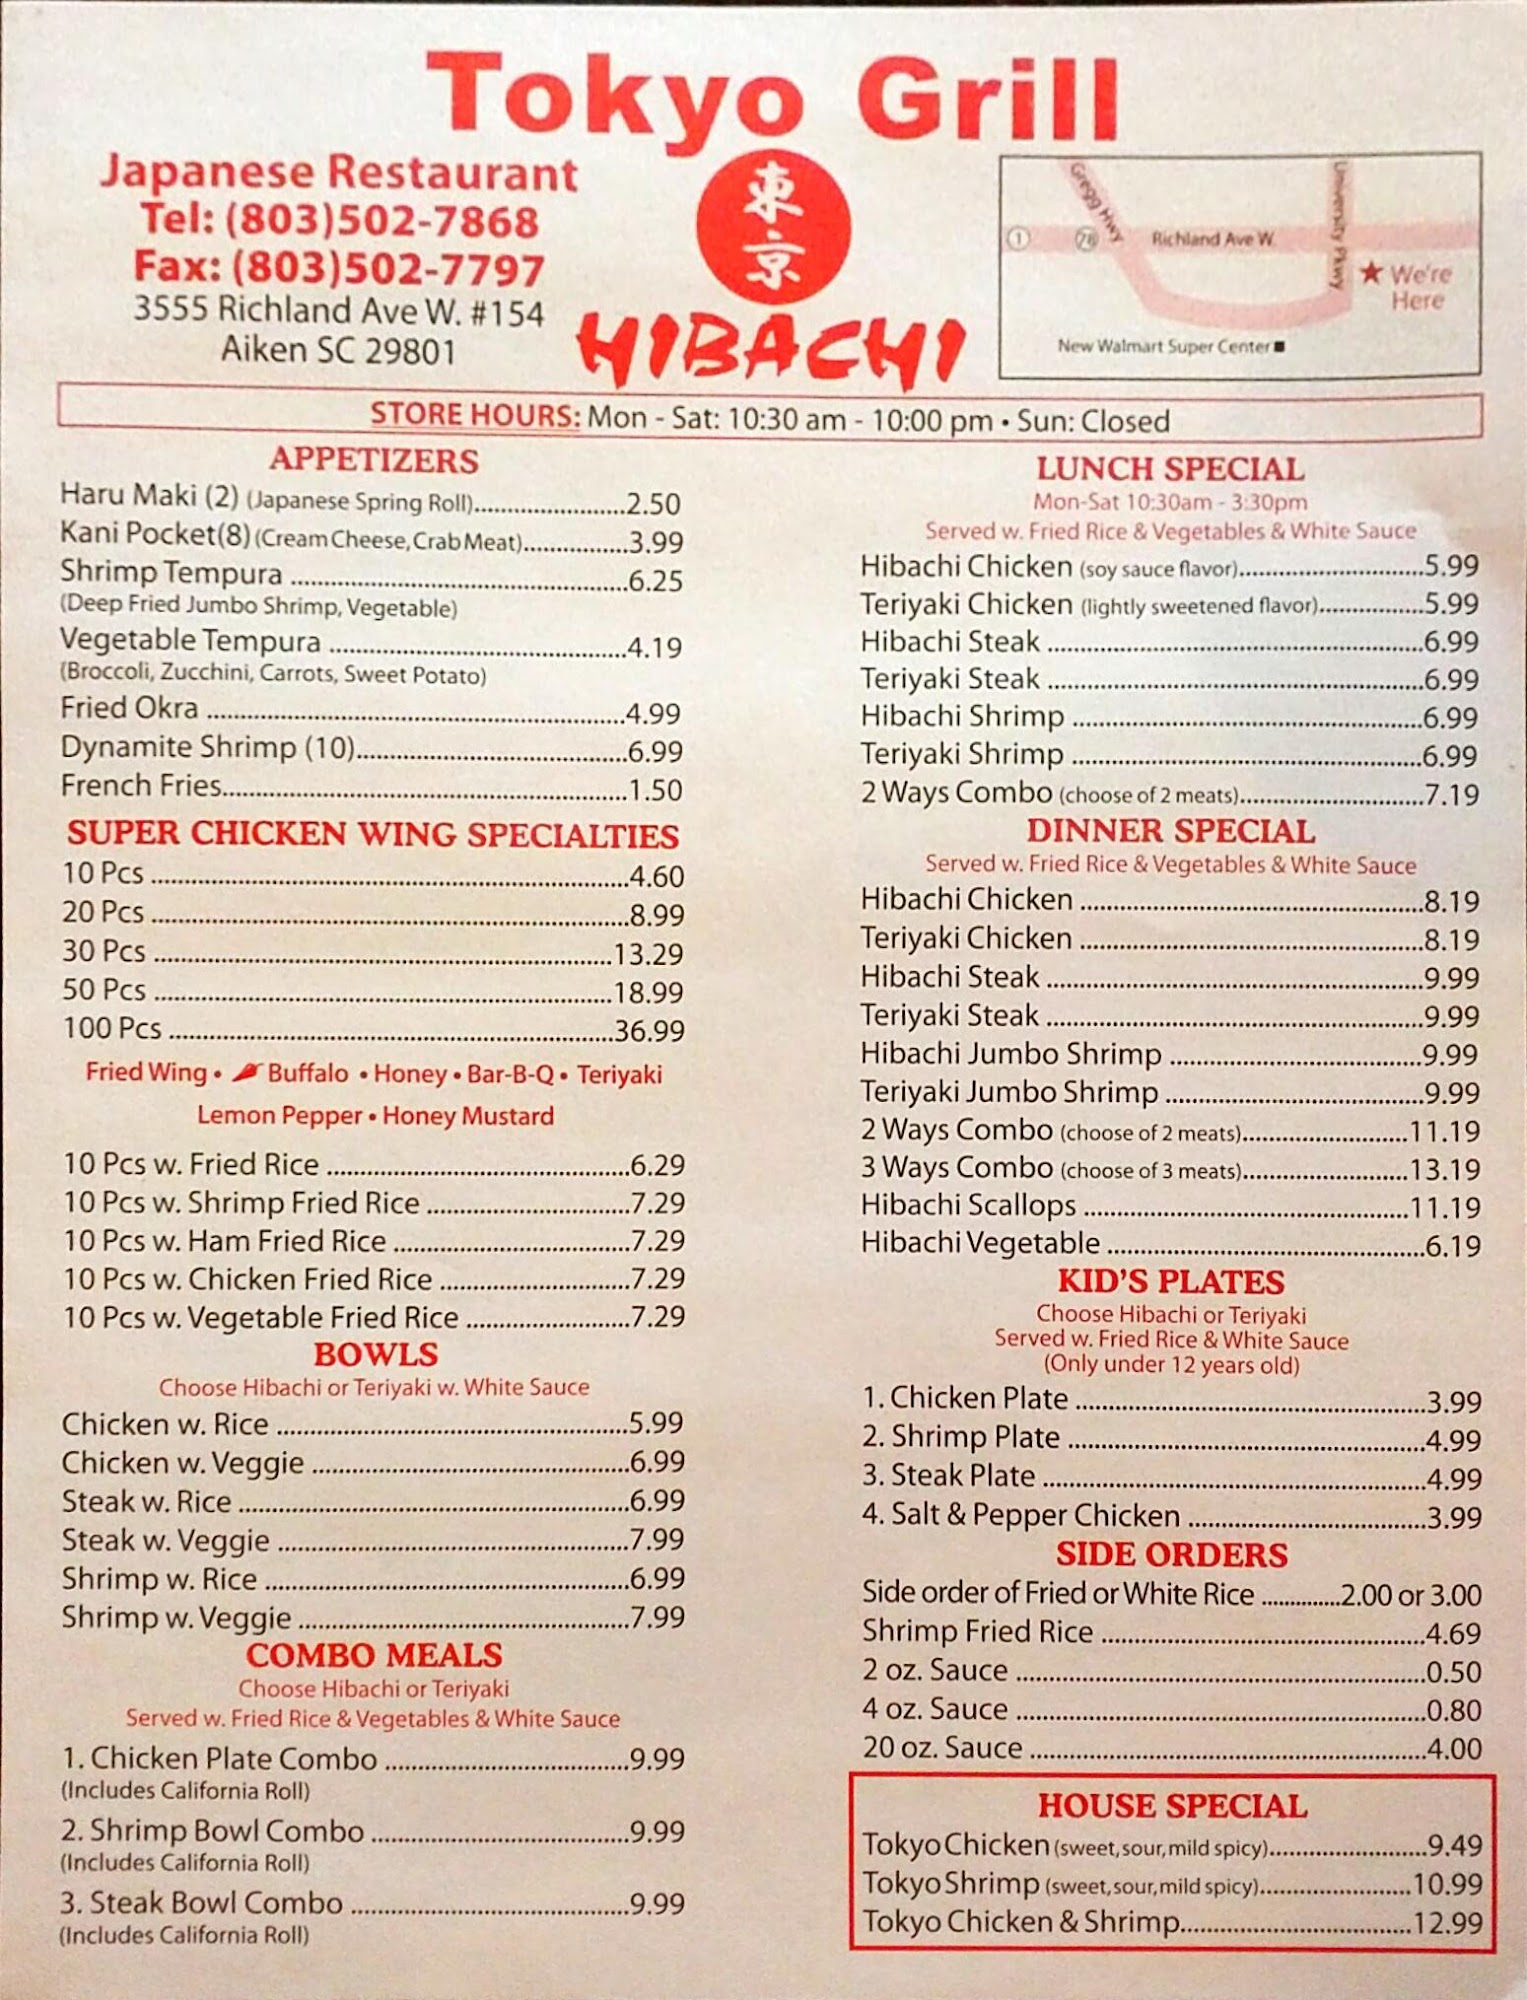 Tokyo Grill
Japanese Restaurant
Tel: (803)502-7868
Fax: (803)502-7797
3555 Richland Ave W. #154
Aiken SC 29801
東京
HIBACHI
Gregg Hwy
University Pkwy
1
78
Richland Ave W.
★ We're
Here
New Walmart Super Center ■
STORE HOURS: Mon - Sat: 10:30 am - 10:00 pm • Sun: Closed
APPETIZERS
Haru Maki (2) (Japanese Spring Roll)......................2.50
Kani Pocket(8) (Cream Cheese, Crab Meat)................3.99
Shrimp Tempura ................................................6.25
(Deep Fried Jumbo Shrimp, Vegetable)
Vegetable Tempura ..........................................4.19
(Broccoli, Zucchini, Carrots, Sweet Potato)
Fried Okra ...........................................................4.99
Dynamite Shrimp (10)......................................6.99
French Fries.........................................................1.50
SUPER CHICKEN WING SPECIALTIES
10 Pcs ...................................................................4.60
20 Pcs ...................................................................8.99
30 Pcs ................................................................13.29
50 Pcs ................................................................18.99
100 Pcs ..............................................................36.99
Fried Wing • Buffalo • Honey • Bar-B-Q • Teriyaki
Lemon Pepper • Honey Mustard
10 Pcs w. Fried Rice ..........................................6.29
10 Pcs w. Shrimp Fried Rice ............................7.29
10 Pcs w. Ham Fried Rice .................................7.29
10 Pcs w. Chicken Fried Rice ..........................7.29
10 Pcs w. Vegetable Fried Rice .......................7.29
BOWLS
Choose Hibachi or Teriyaki w. White Sauce
Chicken w. Rice .................................................5.99
Chicken w. Veggie ............................................6.99
Steak w. Rice ......................................................6.99
Steak w. Veggie .................................................7.99
Shrimp w. Rice ...................................................6.99
Shrimp w. Veggie ..............................................7.99
COMBO MEALS
Choose Hibachi or Teriyaki
Served w. Fried Rice & Vegetables & White Sauce
1. Chicken Plate Combo ..................................9.99
(Includes California Roll)
2. Shrimp Bowl Combo ....................................9.99
(Includes California Roll)
3. Steak Bowl Combo .......................................9.99
(Includes California Roll)
LUNCH SPECIAL
Mon-Sat 10:30am - 3:30pm
Served w. Fried Rice & Vegetables & White Sauce
Hibachi Chicken (soy sauce flavor)..........................5.99
Teriyaki Chicken (lightly sweetened flavor)...............5.99
Hibachi Steak .....................................................6.99
Teriyaki Steak .....................................................6.99
Hibachi Shrimp .................................................6.99
Teriyaki Shrimp .................................................6.99
2 Ways Combo (choose of 2 meats)..........................7.19
DINNER SPECIAL
Served w. Fried Rice & Vegetables & White Sauce
Hibachi Chicken ................................................8.19
Teriyaki Chicken ................................................8.19
Hibachi Steak .....................................................9.99
Teriyaki Steak .....................................................9.99
Hibachi Jumbo Shrimp ...................................9.99
Teriyaki Jumbo Shrimp ....................................9.99
2 Ways Combo (choose of 2 meats).......................11.19
3 Ways Combo (choose of 3 meats).......................13.19
Hibachi Scallops ..............................................11.19
Hibachi Vegetable ............................................6.19
KID'S PLATES
Choose Hibachi or Teriyaki
Served w. Fried Rice & White Sauce
(Only under 12 years old)
1. Chicken Plate .................................................3.99
2. Shrimp Plate ..................................................4.99
3. Steak Plate ......................................................4.99
4. Salt & Pepper Chicken .................................3.99
SIDE ORDERS
Side order of Fried or White Rice ..............2.00 or 3.00
Shrimp Fried Rice .............................................4.69
2 oz. Sauce .........................................................0.50
4 oz. Sauce .........................................................0.80
20 oz. Sauce .......................................................4.00
HOUSE SPECIAL
Tokyo Chicken (sweet, sour, mild spicy)......................9.49
Tokyo Shrimp (sweet, sour, mild spicy).....................10.99
Tokyo Chicken & Shrimp................................12.99